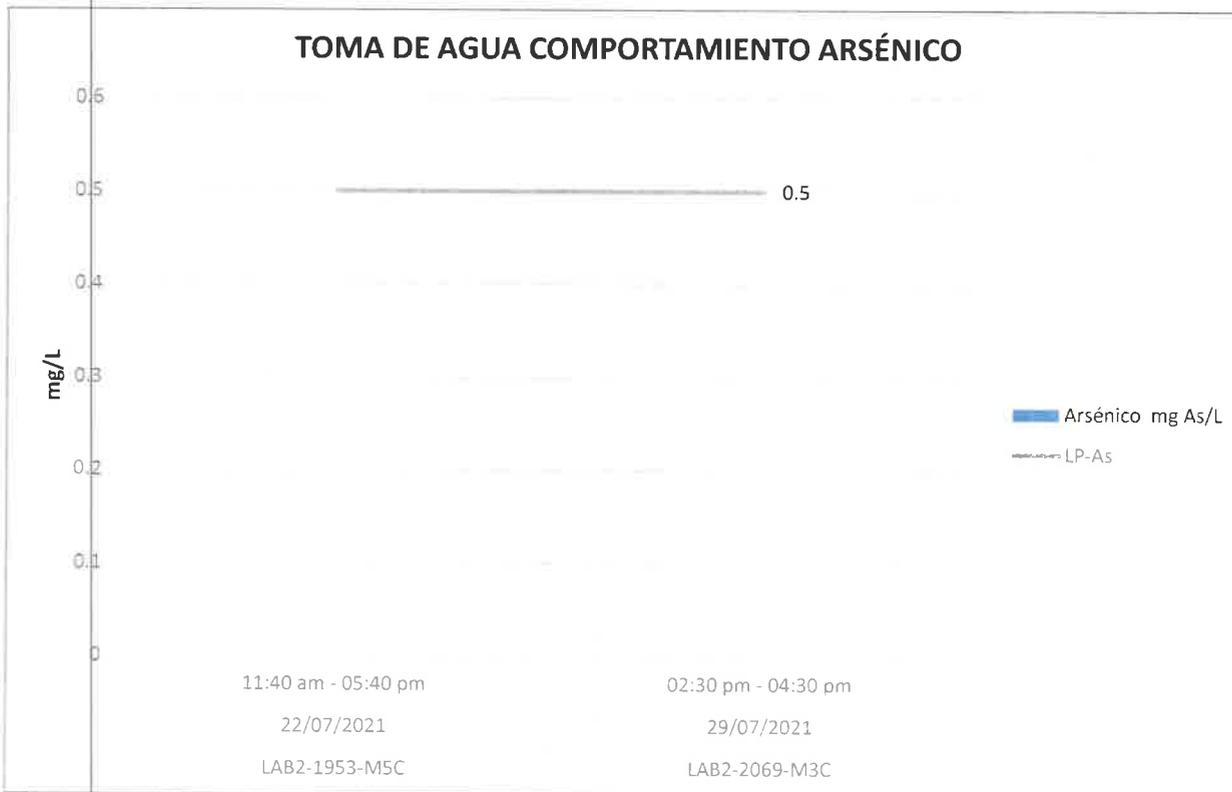 TOMA DE AGUA COMPORTAMIENTO ARSÉNICO
0.6
0.5
0.5
0.4
mg/L
0.3
Arsénico mg As/L
LP-As
0.2
0.1
0
11:40 am - 05:40 pm
02:30 pm - 04:30 pm
22/07/2021
29/07/2021
LAB2-1953-M5C
LAB2-2069-M3C